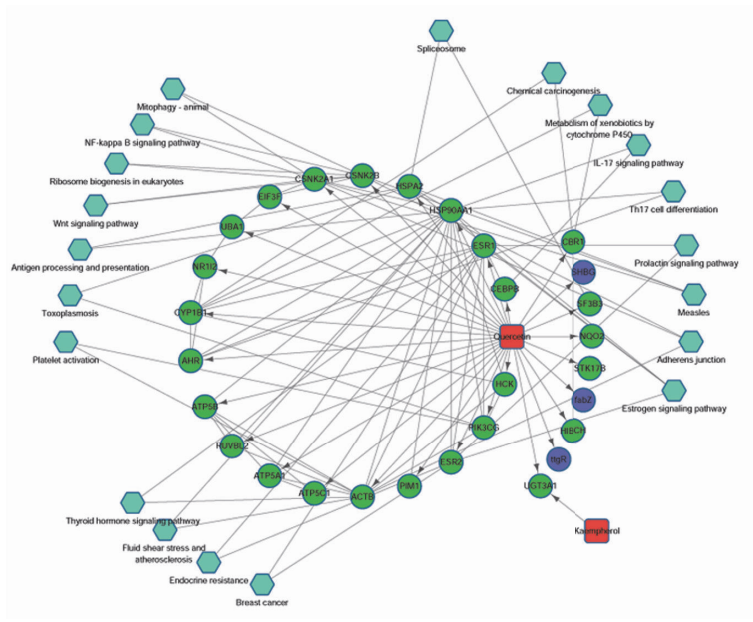 Spliceosome
Chemical carcinogenesis
Mitophagy - animal
Metabolism of xenobiotics by
cytochrome P450
NF-kappa B signaling pathway
IL-17 signaling pathway
Ribosome biogenesis in eukaryotes
CSNK2A1
CSNK2B
HSPA2
Th17 cell differentiation
EIF3F
HSP90AA1
Wnt signaling pathway
UBA1
ESR1
CBR1
Prolactin signaling pathway
Antigen processing and presentation
NR1I2
SHBG
CEBPB
Toxoplasmosis
SF3B3
Measles
CYP1B1
Quercetin
NQO2
Platelet activation
AHR
STK17B
Adherens junction
HCK
fabZ
Estrogen signaling pathway
ATP5B
PIK3CG
HIBCH
RUVBL2
ESR2
ttgR
ATP5A1
ATP5C1
ACTB
PIM1
UGT3A1
Thyroid hormone signaling pathway
Kaempherol
Fluid shear stress and
atherosclerosis
Endocrine resistance
Breast cancer